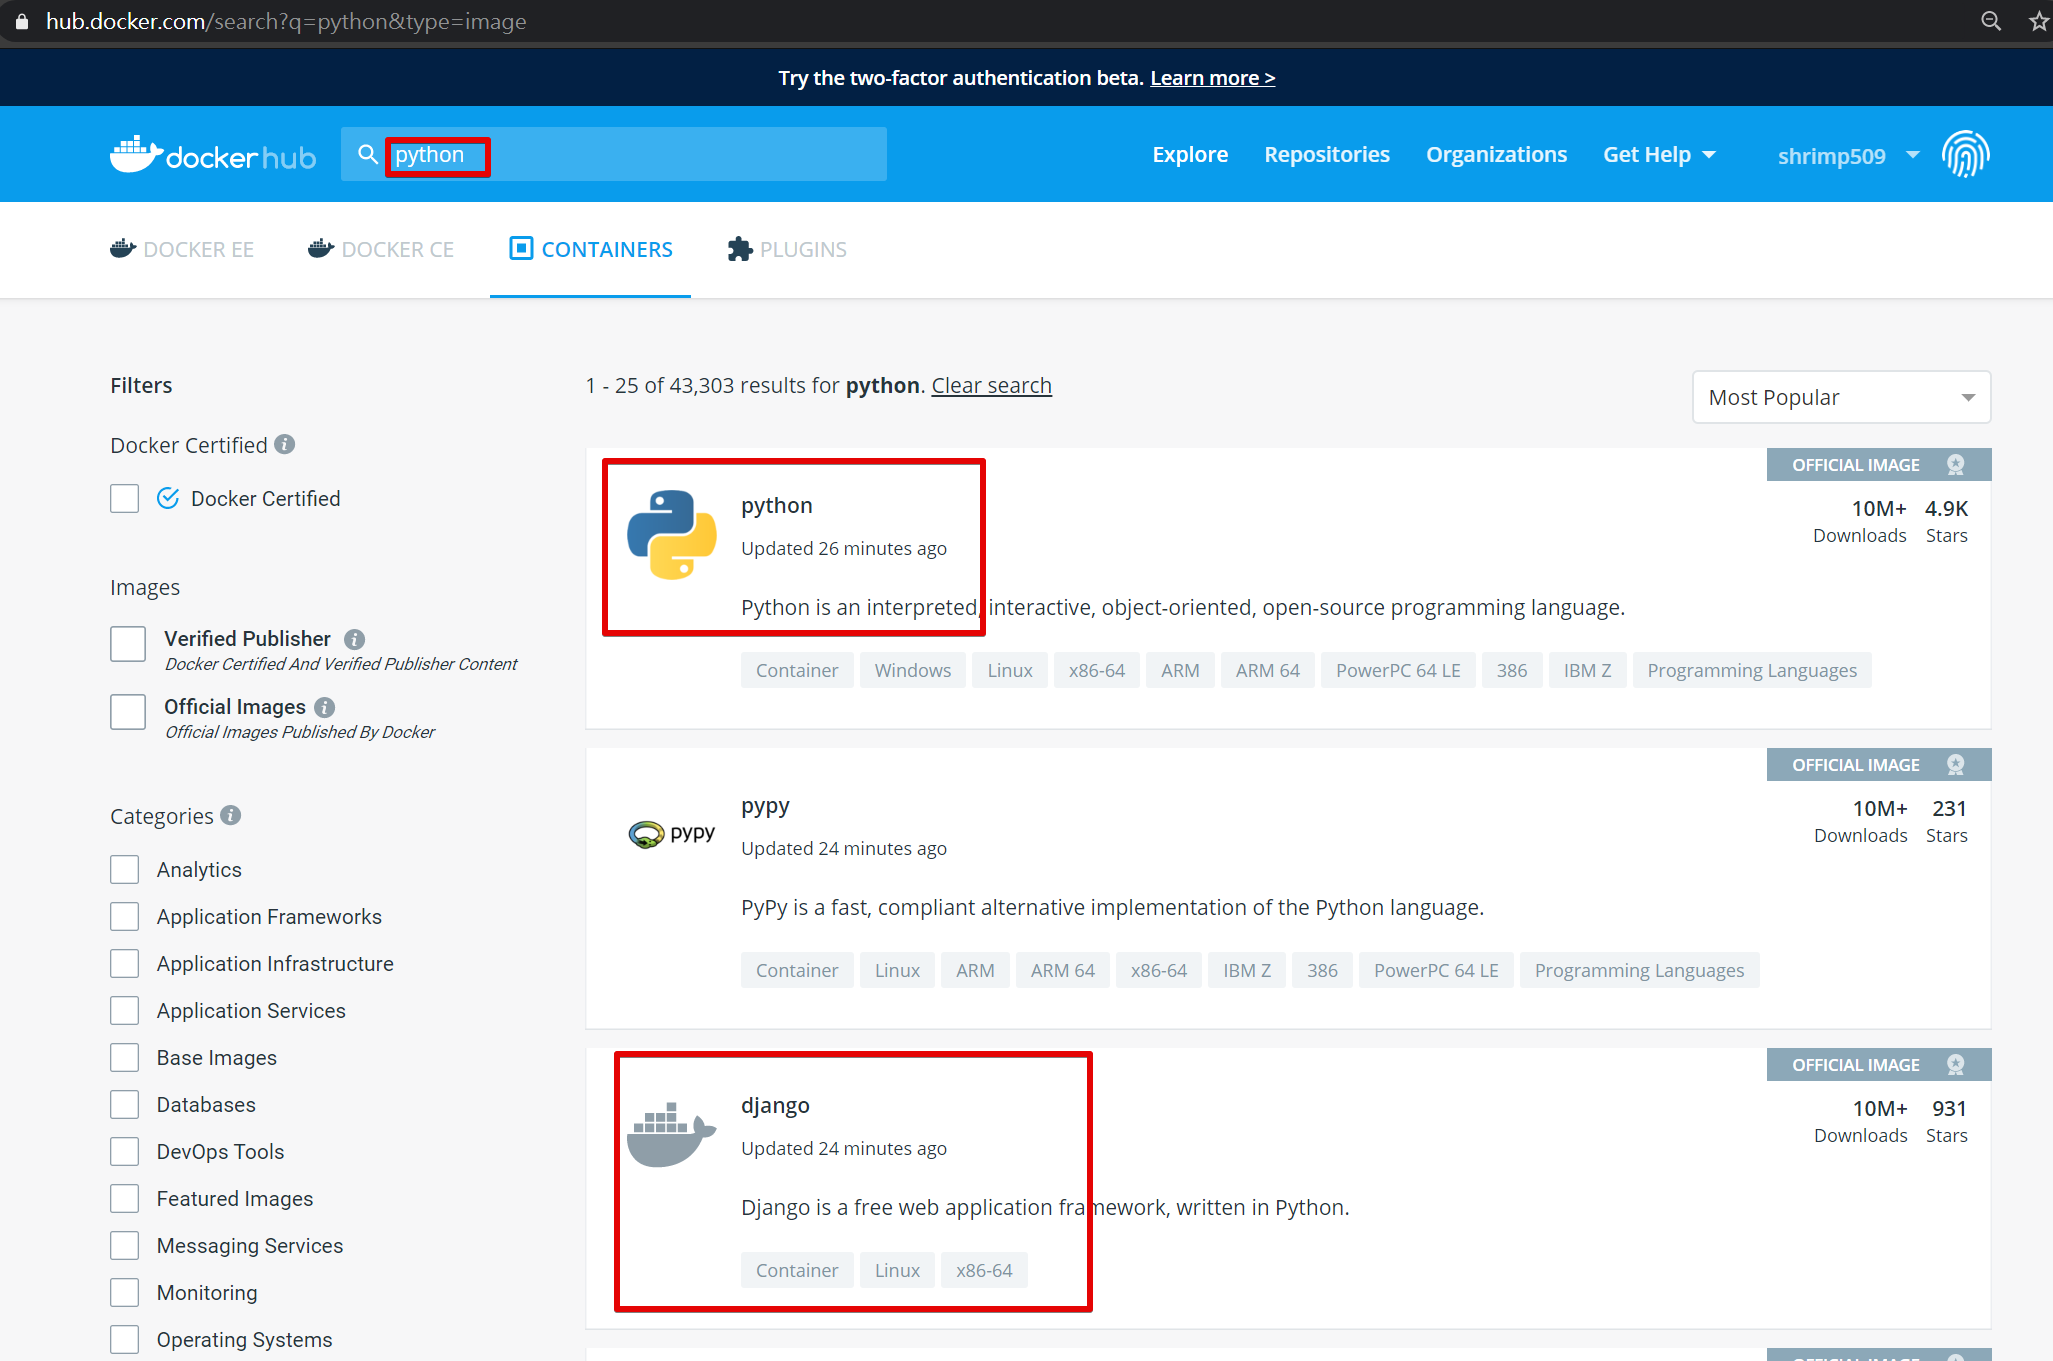 hub.docker.com/search?q=python&type=image
Try the two-factor authentication beta. Learn more >
docker hub
python
Explore
Repositories
Organizations
Get Help
shrimp509
DOCKER EE
DOCKER CE
CONTAINERS
PLUGINS
Filters
Docker Certified
Docker Certified
Images
Verified Publisher
Docker Certified And Verified Publisher Content
Official Images
Official Images Published By Docker
Categories
Analytics
Application Frameworks
Application Infrastructure
Application Services
Base Images
Databases
DevOps Tools
Featured Images
Messaging Services
Monitoring
Operating Systems
1 - 25 of 43,303 results for python. Clear search
Most Popular
OFFICIAL IMAGE
python
10M+ 4.9K
Updated 26 minutes ago
Downloads Stars
Python is an interpreted, interactive, object-oriented, open-source programming language.
Container Windows Linux x86-64 ARM ARM 64 PowerPC 64 LE 386 IBM Z Programming Languages
OFFICIAL IMAGE
pypy
pypy
10M+ 231
Updated 24 minutes ago
Downloads Stars
PyPy is a fast, compliant alternative implementation of the Python language.
Container Linux ARM ARM 64 x86-64 IBM Z 386 PowerPC 64 LE Programming Languages
OFFICIAL IMAGE
django
10M+ 931
Updated 24 minutes ago
Downloads Stars
Django is a free web application framework, written in Python.
Container Linux x86-64
OFFICIAL IMAGE